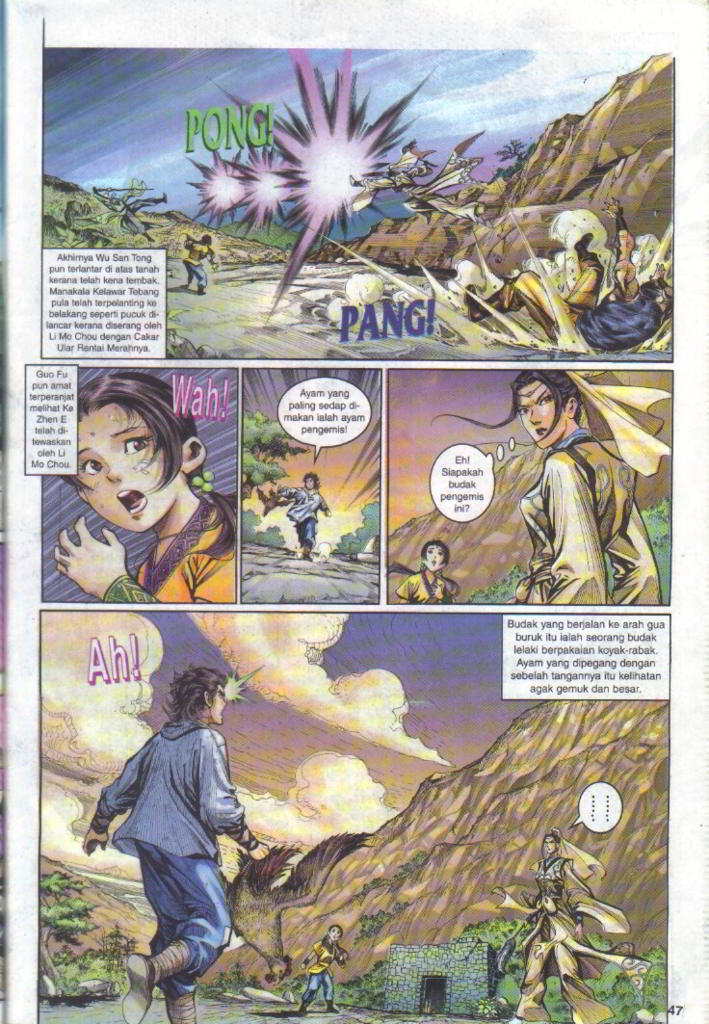 PONG!
Akhirnya Wu San Tong
pun terlantar di atas tanah
kerana telah kena tembak.
Manakala Kelawar Tebang
pula telah terpelanting ke
belakang seperti pucuk di-
lancar kerana diserang oleh
Li Mo Chou dengan Cakar
Ular Rentai Merahnya.
PANG!
Guo Fu
pun amat
terperanjat
melihat Ke
Zhen E
telah di-
tewaskan
oleh Li
Mo Chou.
Wah!
Ayam yang
paling sedap di-
makan ialah ayam
pengemis!
Eh!
Siapakah
budak
pengemis
ini?
Ah!
Budak yang berjalan ke arah gua
buruk itu ialah seorang budak
lelaki berpakaian koyak-rabak.
Ayam yang dipegang dengan
sebelah tangannya itu kelihatan
agak gemuk dan besar.
47